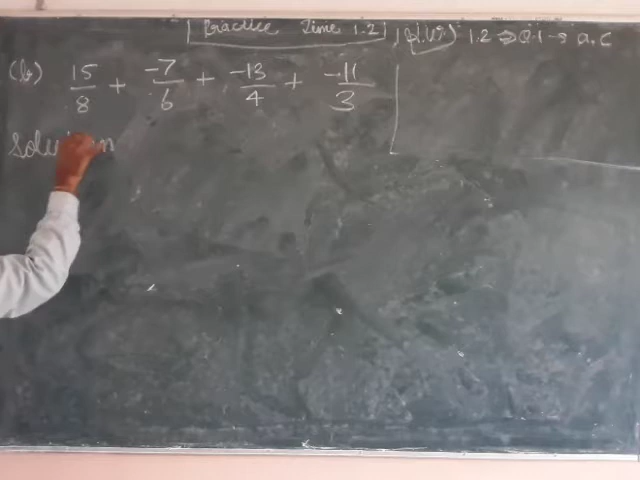 Practice Time 1.2 (P.U.) 1.2 → Q.1 → a, c
(b) 15/8 + -7/6 + -13/4 + -11/3
Solution